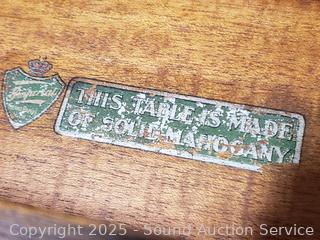 Imperial
THIS TABLE IS MADE
OF SOLID MAHOGANY
Copyright 2025 - Sound Auction Service